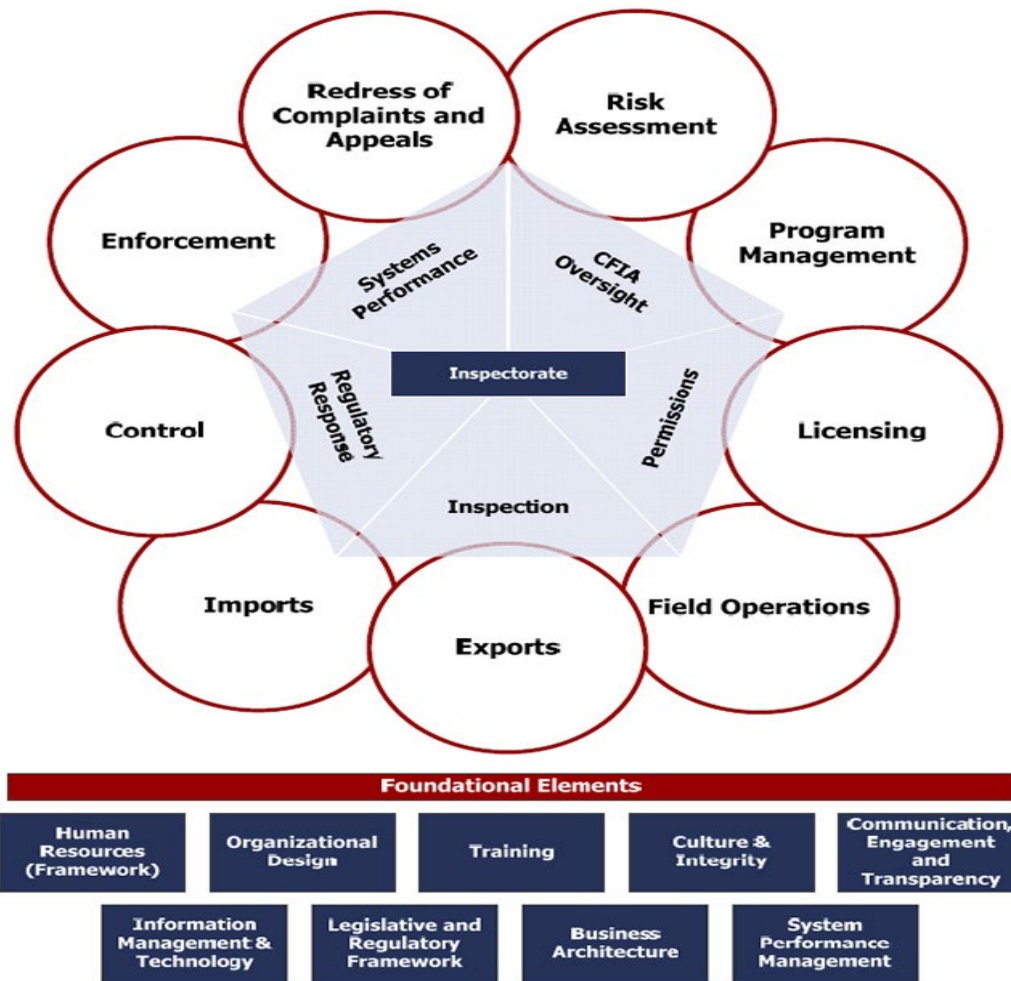 Redress of
Complaints and
Appeals
Risk
Assessment
Enforcement
Program
Management
Systems
Performance
CFIA
Oversight
Inspectorate
Control
Regulatory
Response
Permissions
Licensing
Inspection
Imports
Exports
Field Operations
Foundational Elements
Human
Resources
(Framework)
Organizational
Design
Training
Culture &
Integrity
Communication,
Engagement
and
Transparency
Information
Management &
Technology
Legislative and
Regulatory
Framework
Business
Architecture
System
Performance
Management